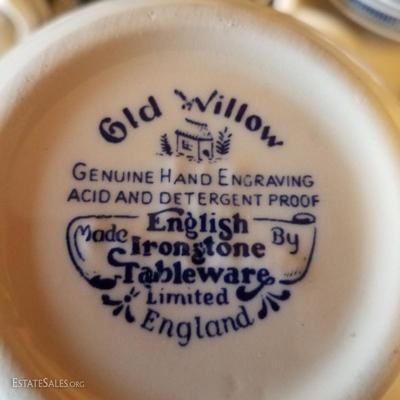 Old Willow
GENUINE HAND ENGRAVING
ACID AND DETERGENT PROOF
English
Made Ironstone By
Tableware
Limited
England
ESTATESALES.ORG